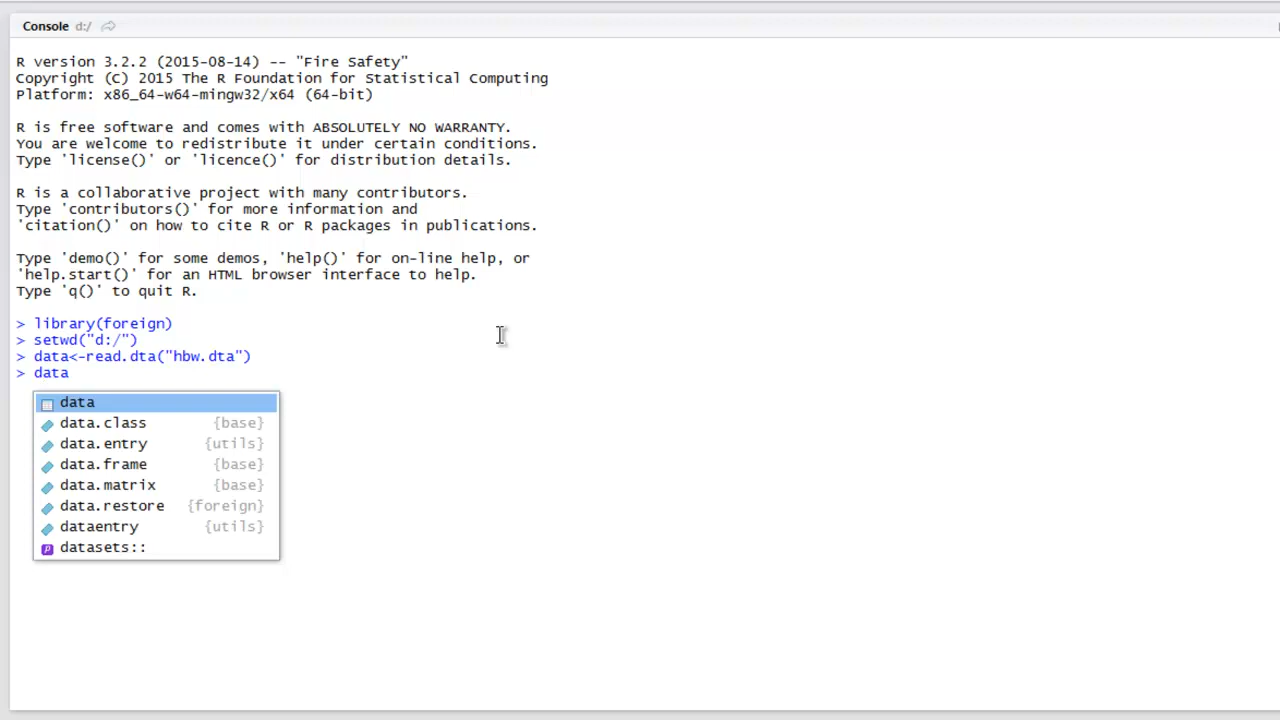 Console d:/
R version 3.2.2 (2015-08-14) -- "Fire Safety"
Copyright (C) 2015 The R Foundation for Statistical Computing
Platform: x86_64-w64-mingw32/x64 (64-bit)
R is free software and comes with ABSOLUTELY NO WARRANTY.
You are welcome to redistribute it under certain conditions.
Type 'license()' or 'licence()' for distribution details.
R is a collaborative project with many contributors.
Type 'contributors()' for more information and
'citation()' on how to cite R or R packages in publications.
Type 'demo()' for some demos, 'help()' for on-line help, or
'help.start()' for an HTML browser interface to help.
Type 'q()' to quit R.
> library(foreign)
> setwd("d:/")
> data<-read.dta("hbw.dta")
> data
data
data.class {base}
data.entry {utils}
data.frame {base}
data.matrix {base}
data.restore {foreign}
dataentry {utils}
datasets::